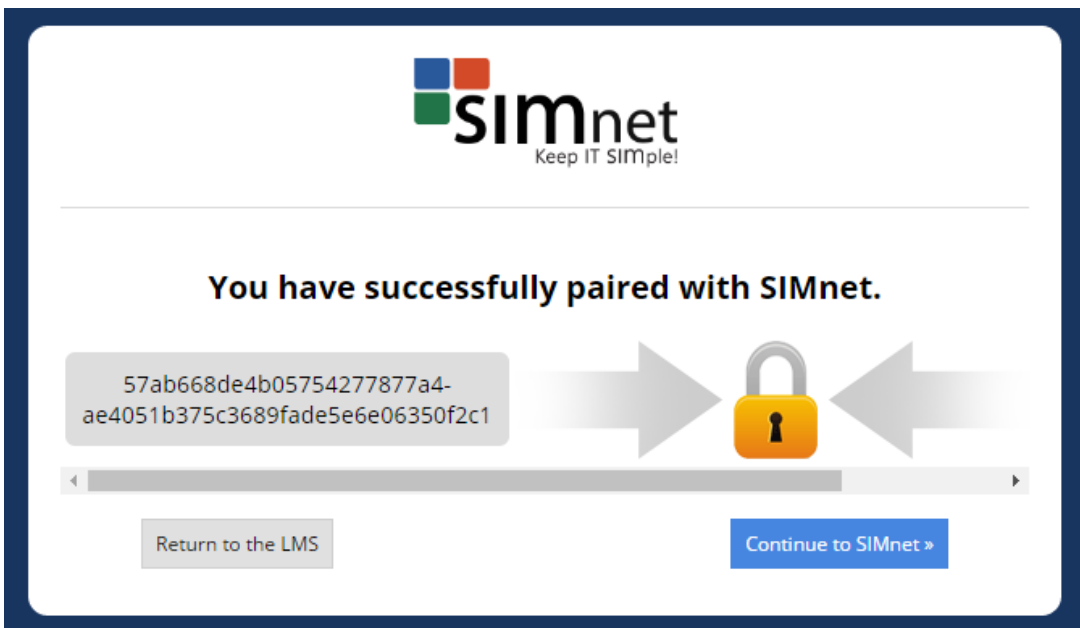 SIMnet
Keep IT SIMple!
You have successfully paired with SIMnet.
57ab668de4b05754277877a4-
ae4051b375c3689fade5e6e06350f2c1
Return to the LMS
Continue to SIMnet »